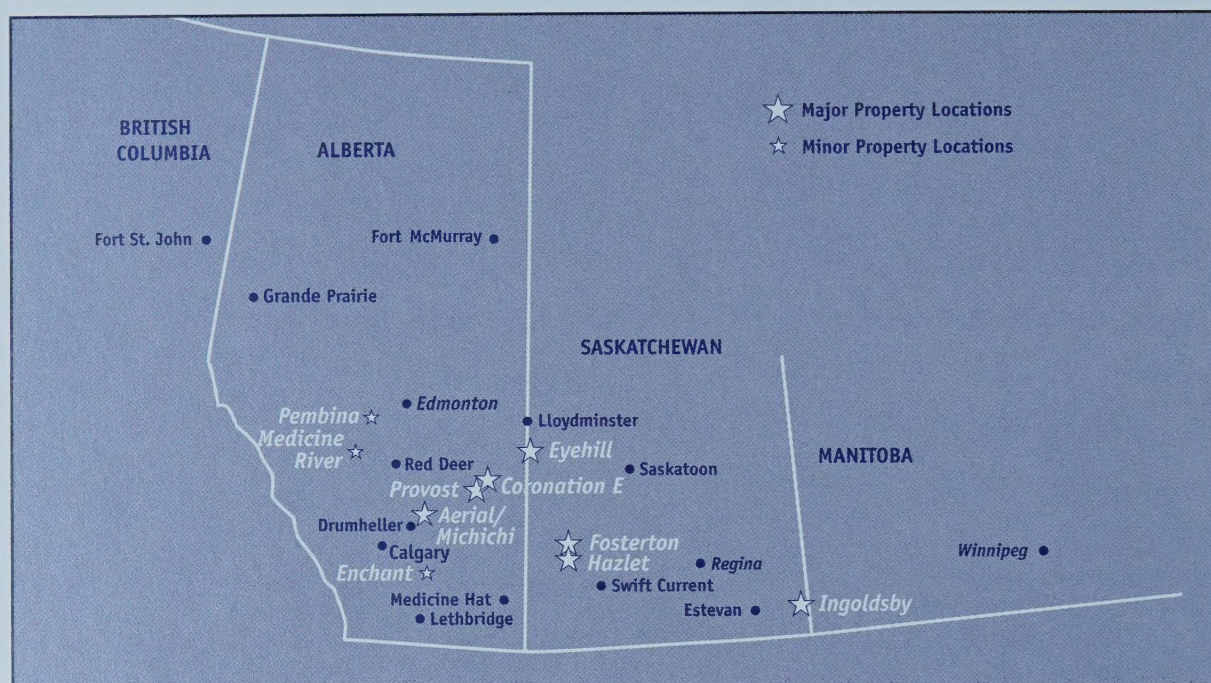 BRITISH
COLUMBIA
ALBERTA
Major Property Locations
Minor Property Locations
Fort St. John
Fort McMurray
Grande Prairie
SASKATCHEWAN
Edmonton
Pembina
Lloydminster
Medicine
River
Eyehill
MANITOBA
Red Deer
Saskatoon
Coronation E
Provost
Aerial/
Michichi
Drumheller
Calgary
Fosterton
Hazlet
Winnipeg
Regina
Enchant
Swift Current
Medicine Hat
Estevan
Ingoldsby
Lethbridge